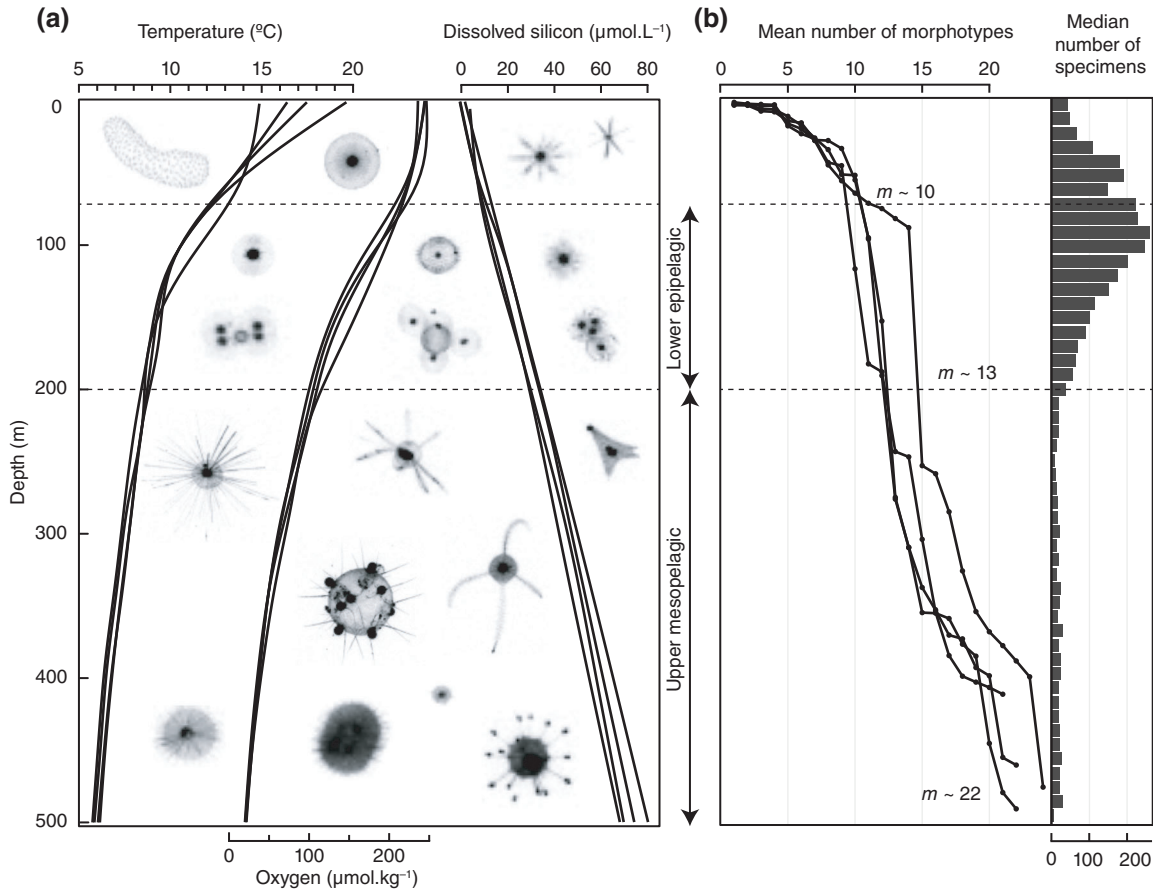 (a)
Temperature (ºC)
5 10 15 20
Dissolved silicon (µmol.L⁻¹)
0 20 40 60 80
(b)
Mean number of morphotypes
0 5 10 15 20
Median
number of
specimens
0
100
200
300
400
500
Depth (m)
Lower epipelagic
Upper mesopelagic
m ~ 10
m ~ 13
m ~ 22
0 100 200
Oxygen (µmol.kg⁻¹)
0 100 200